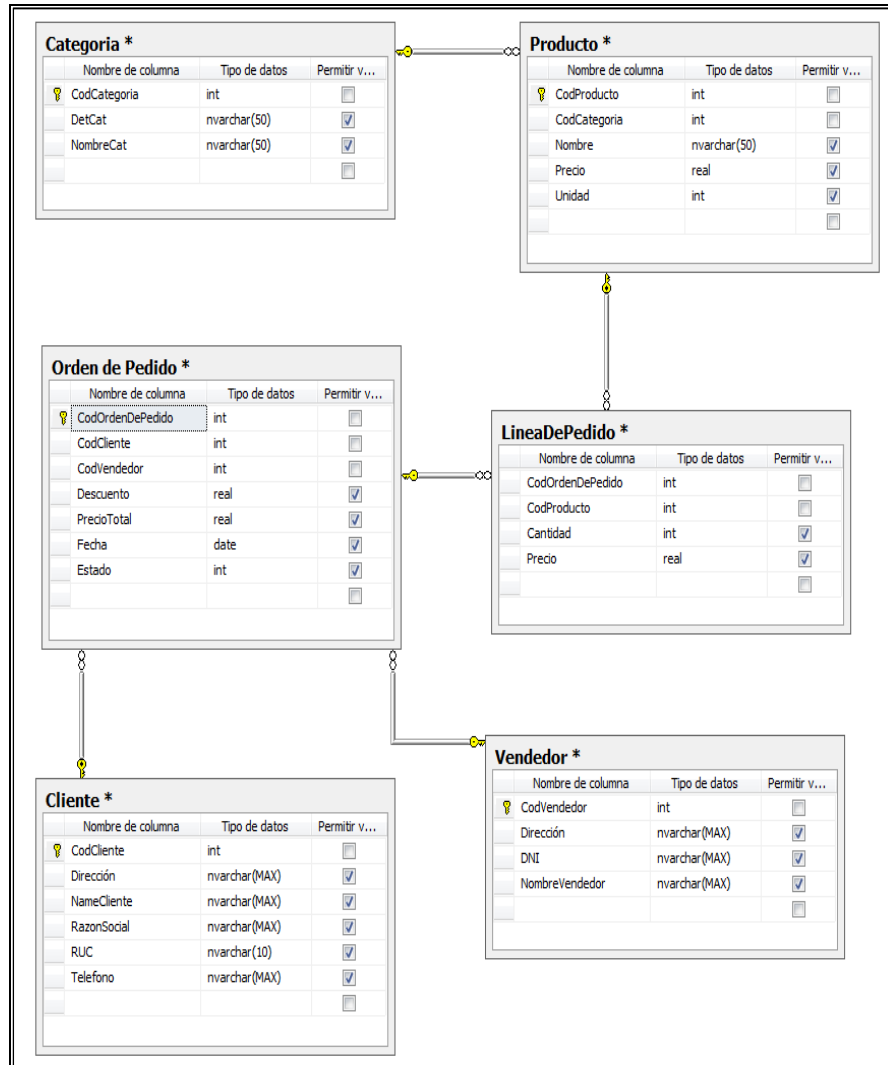 Categoria *
Nombre de columna Tipo de datos Permitir v...
CodCategoria int
DetCat nvarchar(50)
NombreCat nvarchar(50)
Producto *
Nombre de columna Tipo de datos Permitir v...
CodProducto int
CodCategoria int
Nombre nvarchar(50)
Precio real
Unidad int
Orden de Pedido *
Nombre de columna Tipo de datos Permitir v...
CodOrdenDePedido int
CodCliente int
CodVendedor int
Descuento real
PrecioTotal real
Fecha date
Estado int
LineaDePedido *
Nombre de columna Tipo de datos Permitir v...
CodOrdenDePedido int
CodProducto int
Cantidad int
Precio real
Cliente *
Nombre de columna Tipo de datos Permitir v...
CodCliente int
Dirección nvarchar(MAX)
NameCliente nvarchar(MAX)
RazonSocial nvarchar(MAX)
RUC nvarchar(10)
Telefono nvarchar(MAX)
Vendedor *
Nombre de columna Tipo de datos Permitir v...
CodVendedor int
Dirección nvarchar(MAX)
DNI nvarchar(MAX)
NombreVendedor nvarchar(MAX)